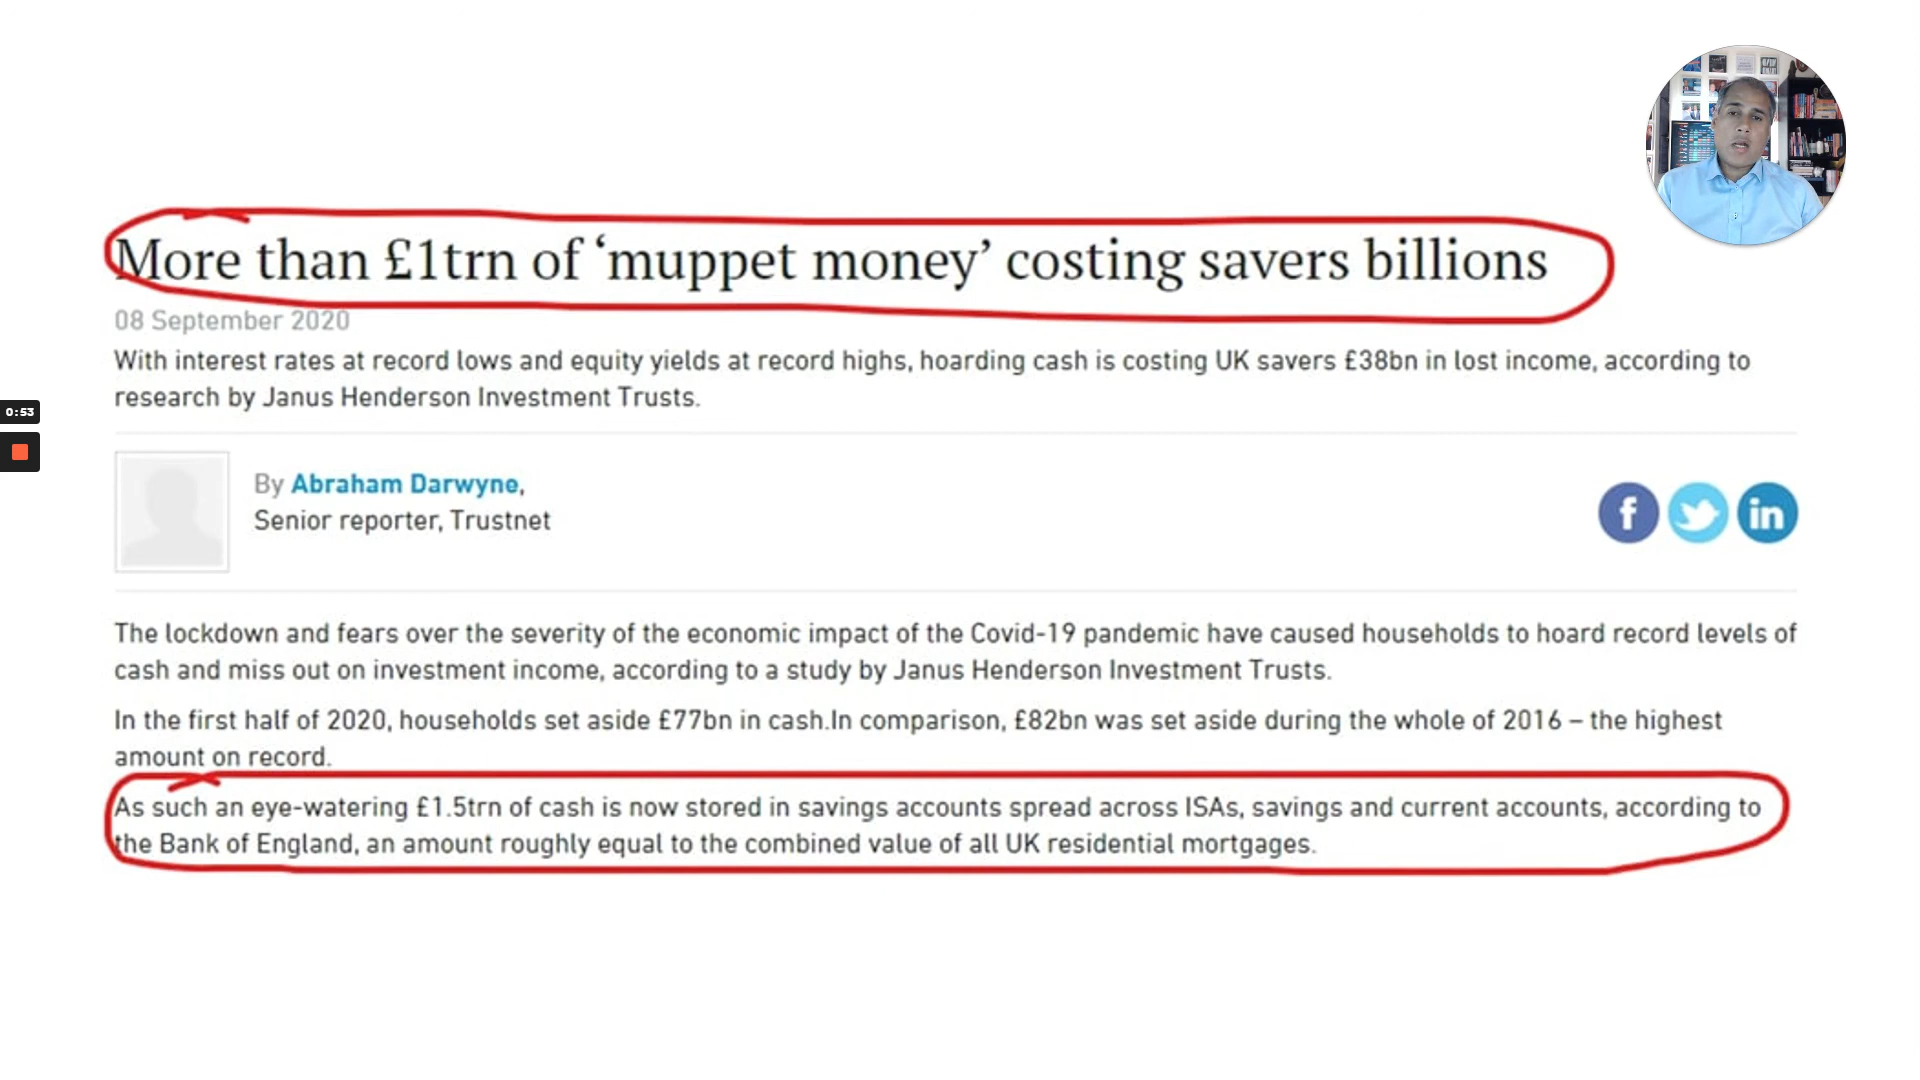 More than £1trn of ‘muppet money’ costing savers billions
08 September 2020
With interest rates at record lows and equity yields at record highs, hoarding cash is costing UK savers £38bn in lost income, according to
research by Janus Henderson Investment Trusts.
0:53
By Abraham Darwyne,
Senior reporter, Trustnet
f in
The lockdown and fears over the severity of the economic impact of the Covid-19 pandemic have caused households to hoard record levels of
cash and miss out on investment income, according to a study by Janus Henderson Investment Trusts.
In the first half of 2020, households set aside £77bn in cash.In comparison, £82bn was set aside during the whole of 2016 – the highest
amount on record.
As such an eye-watering £1.5trn of cash is now stored in savings accounts spread across ISAs, savings and current accounts, according to
the Bank of England, an amount roughly equal to the combined value of all UK residential mortgages.